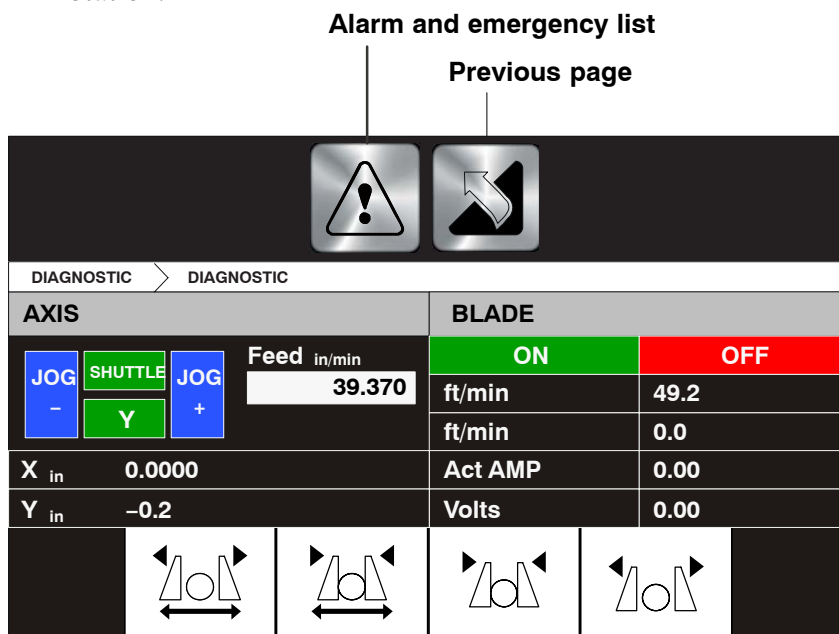 Alarm and emergency list
Previous page
DIAGNOSTIC DIAGNOSTIC
AXIS
BLADE
JOG
−
SHUTTLE
Y
JOG
+
Feed in/min
39.370
ON OFF
ft/min 49.2
ft/min 0.0
X in 0.0000
Act AMP 0.00
Y in −0.2
Volts 0.00